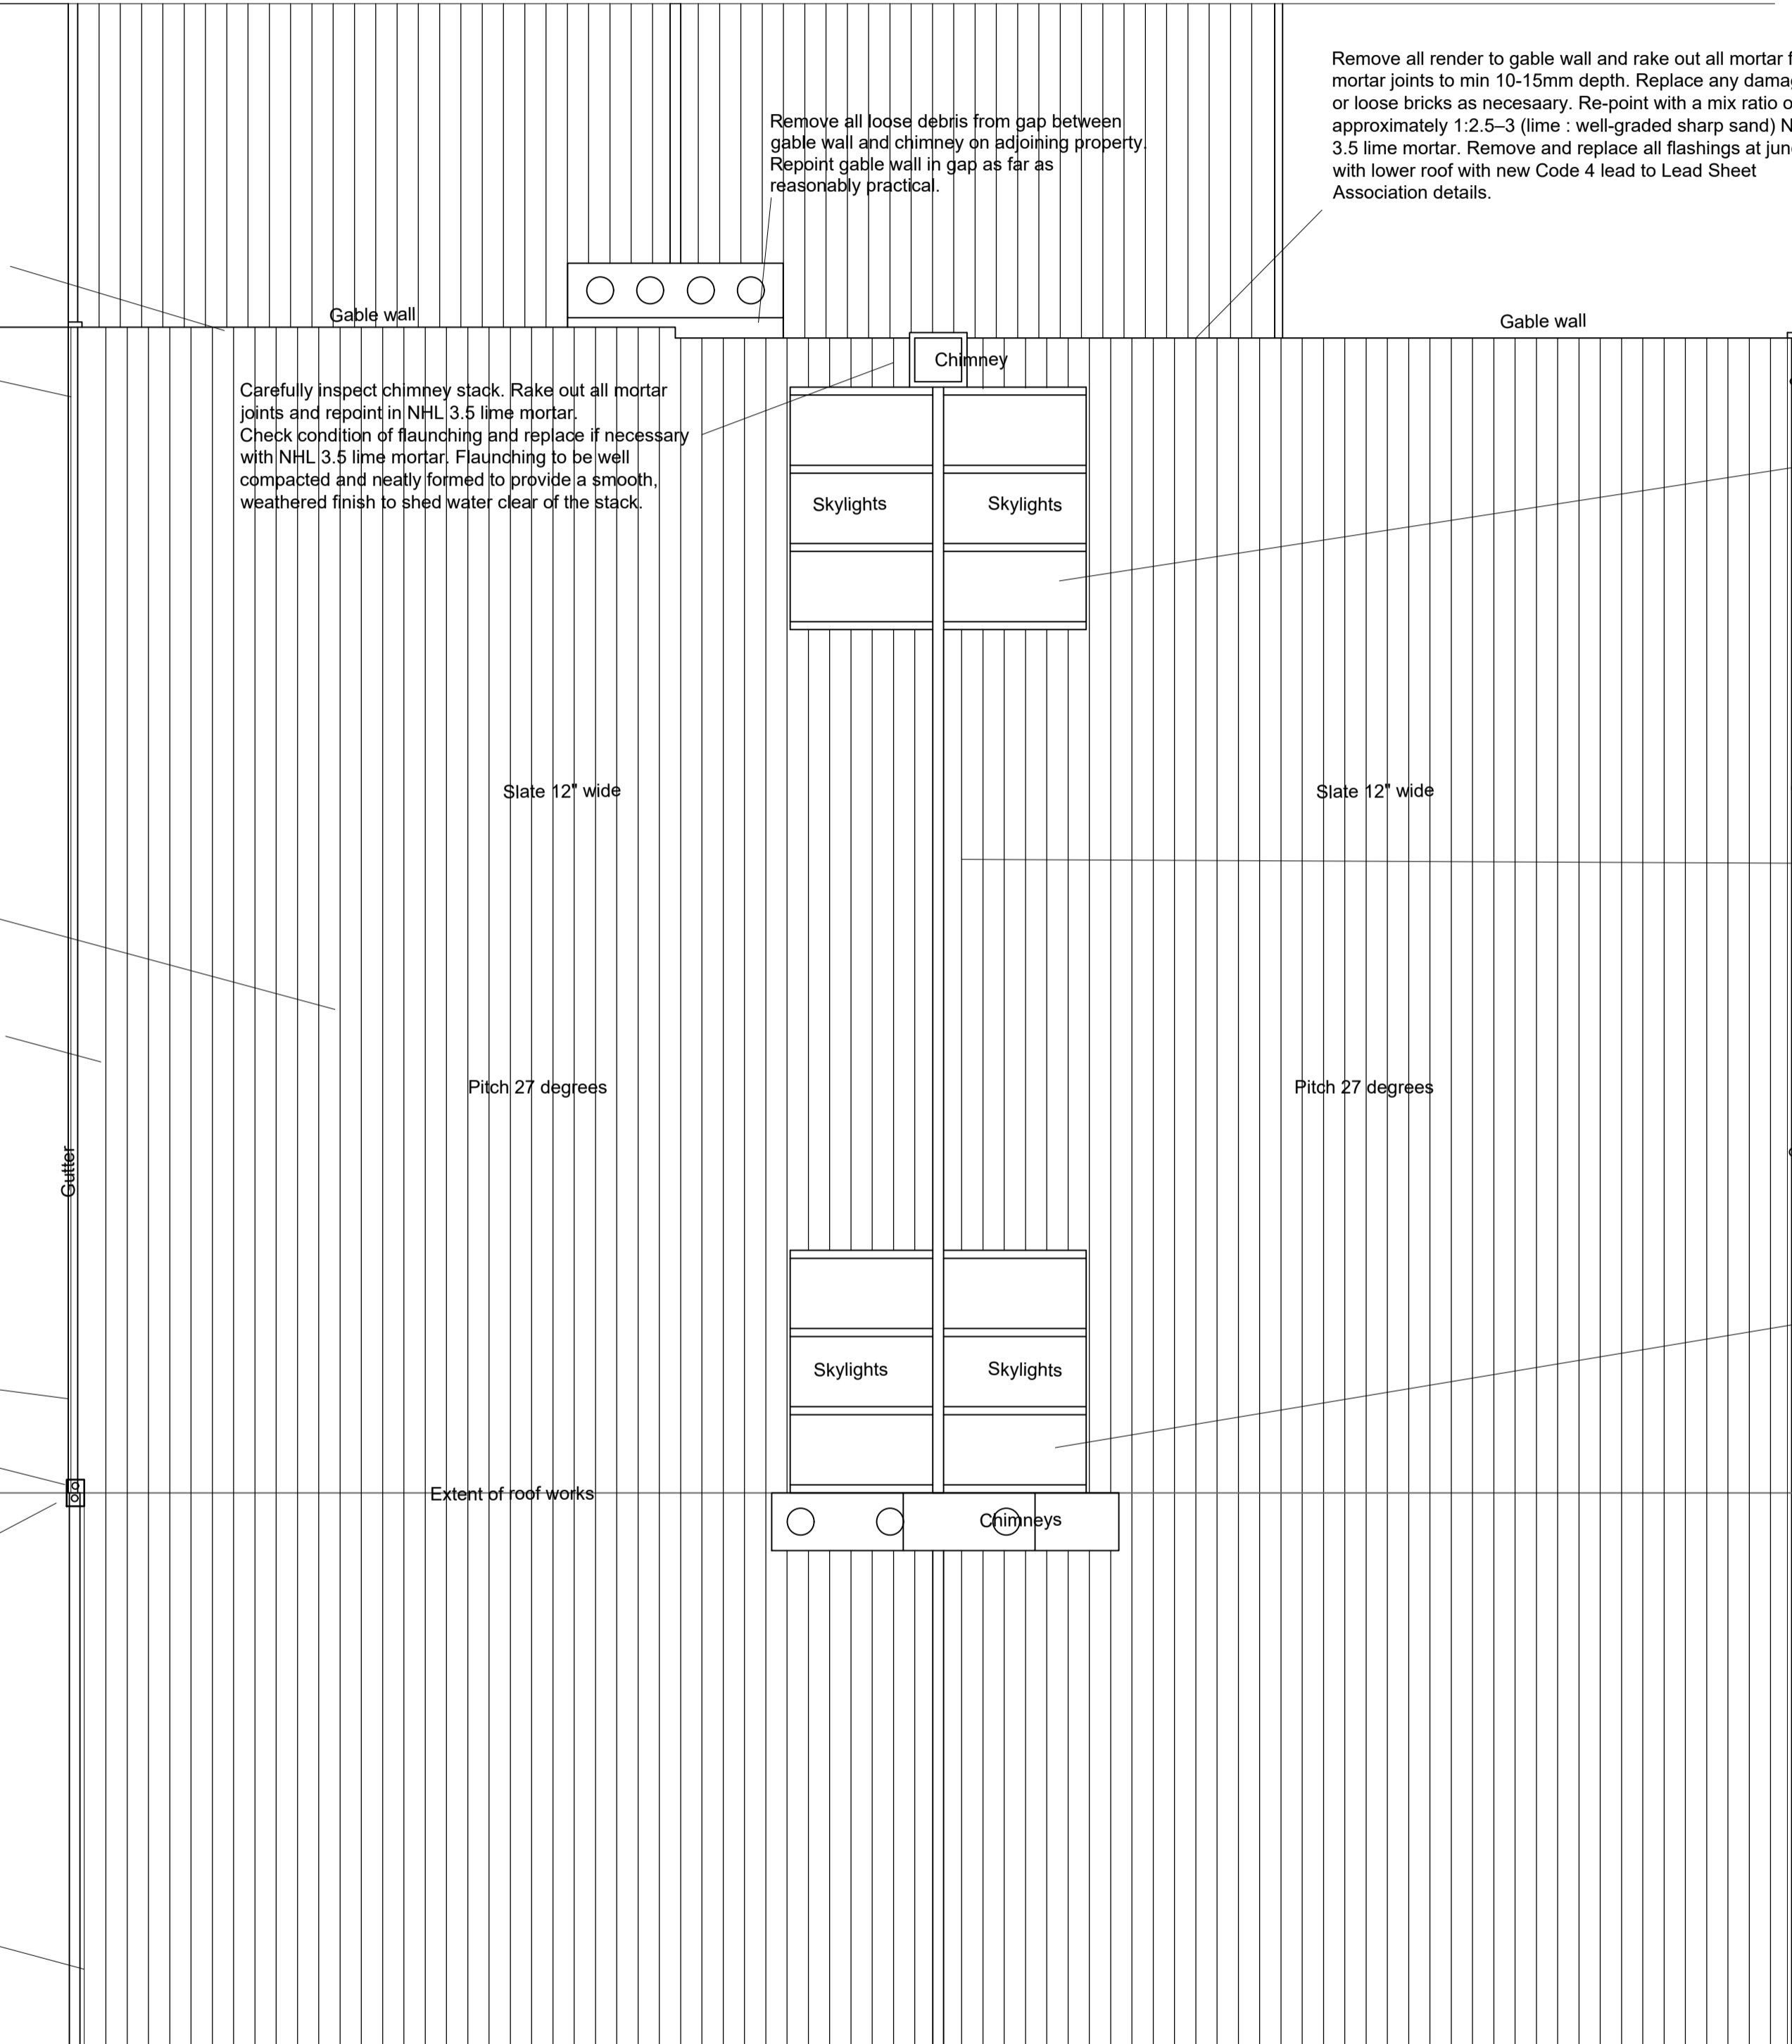 Remove all render to gable wall and rake out all mortar
mortar joints to min 10-15mm depth. Replace any
or loose bricks as necesaary. Re-point with a mix ratio
approximately 1:2.5–3 (lime : well-graded sharp sand)
3.5 lime mortar. Remove and replace all flashings at
with lower roof with new Code 4 lead to Lead Sheet
Association details.
Remove all loose debris from gap between
gable wall and chimney on adjoining property.
Repoint gable wall in gap as far as
reasonably practical.
Gable wall
Gable wall
Chimney
Carefully inspect chimney stack. Rake out all mortar
joints and repoint in NHL 3.5 lime mortar.
Check condition of flaunching and replace if necessary
with NHL 3.5 lime mortar. Flaunching to be well
compacted and neatly formed to provide a smooth,
weathered finish to shed water clear of the stack.
Skylights
Skylights
Slate 12" wide
Slate 12" wide
Pitch 27 degrees
Pitch 27 degrees
Gutter
Skylights
Skylights
Extent of roof works
Chimneys